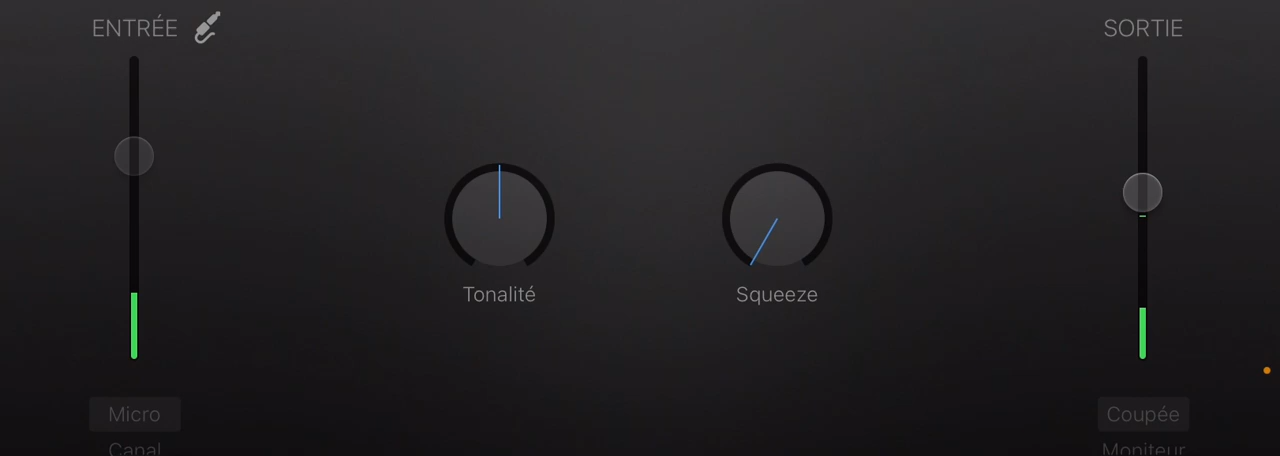 ENTRÉE
SORTIE
Tonalité
Squeeze
Micro
Coupée
Canal
Moniteur